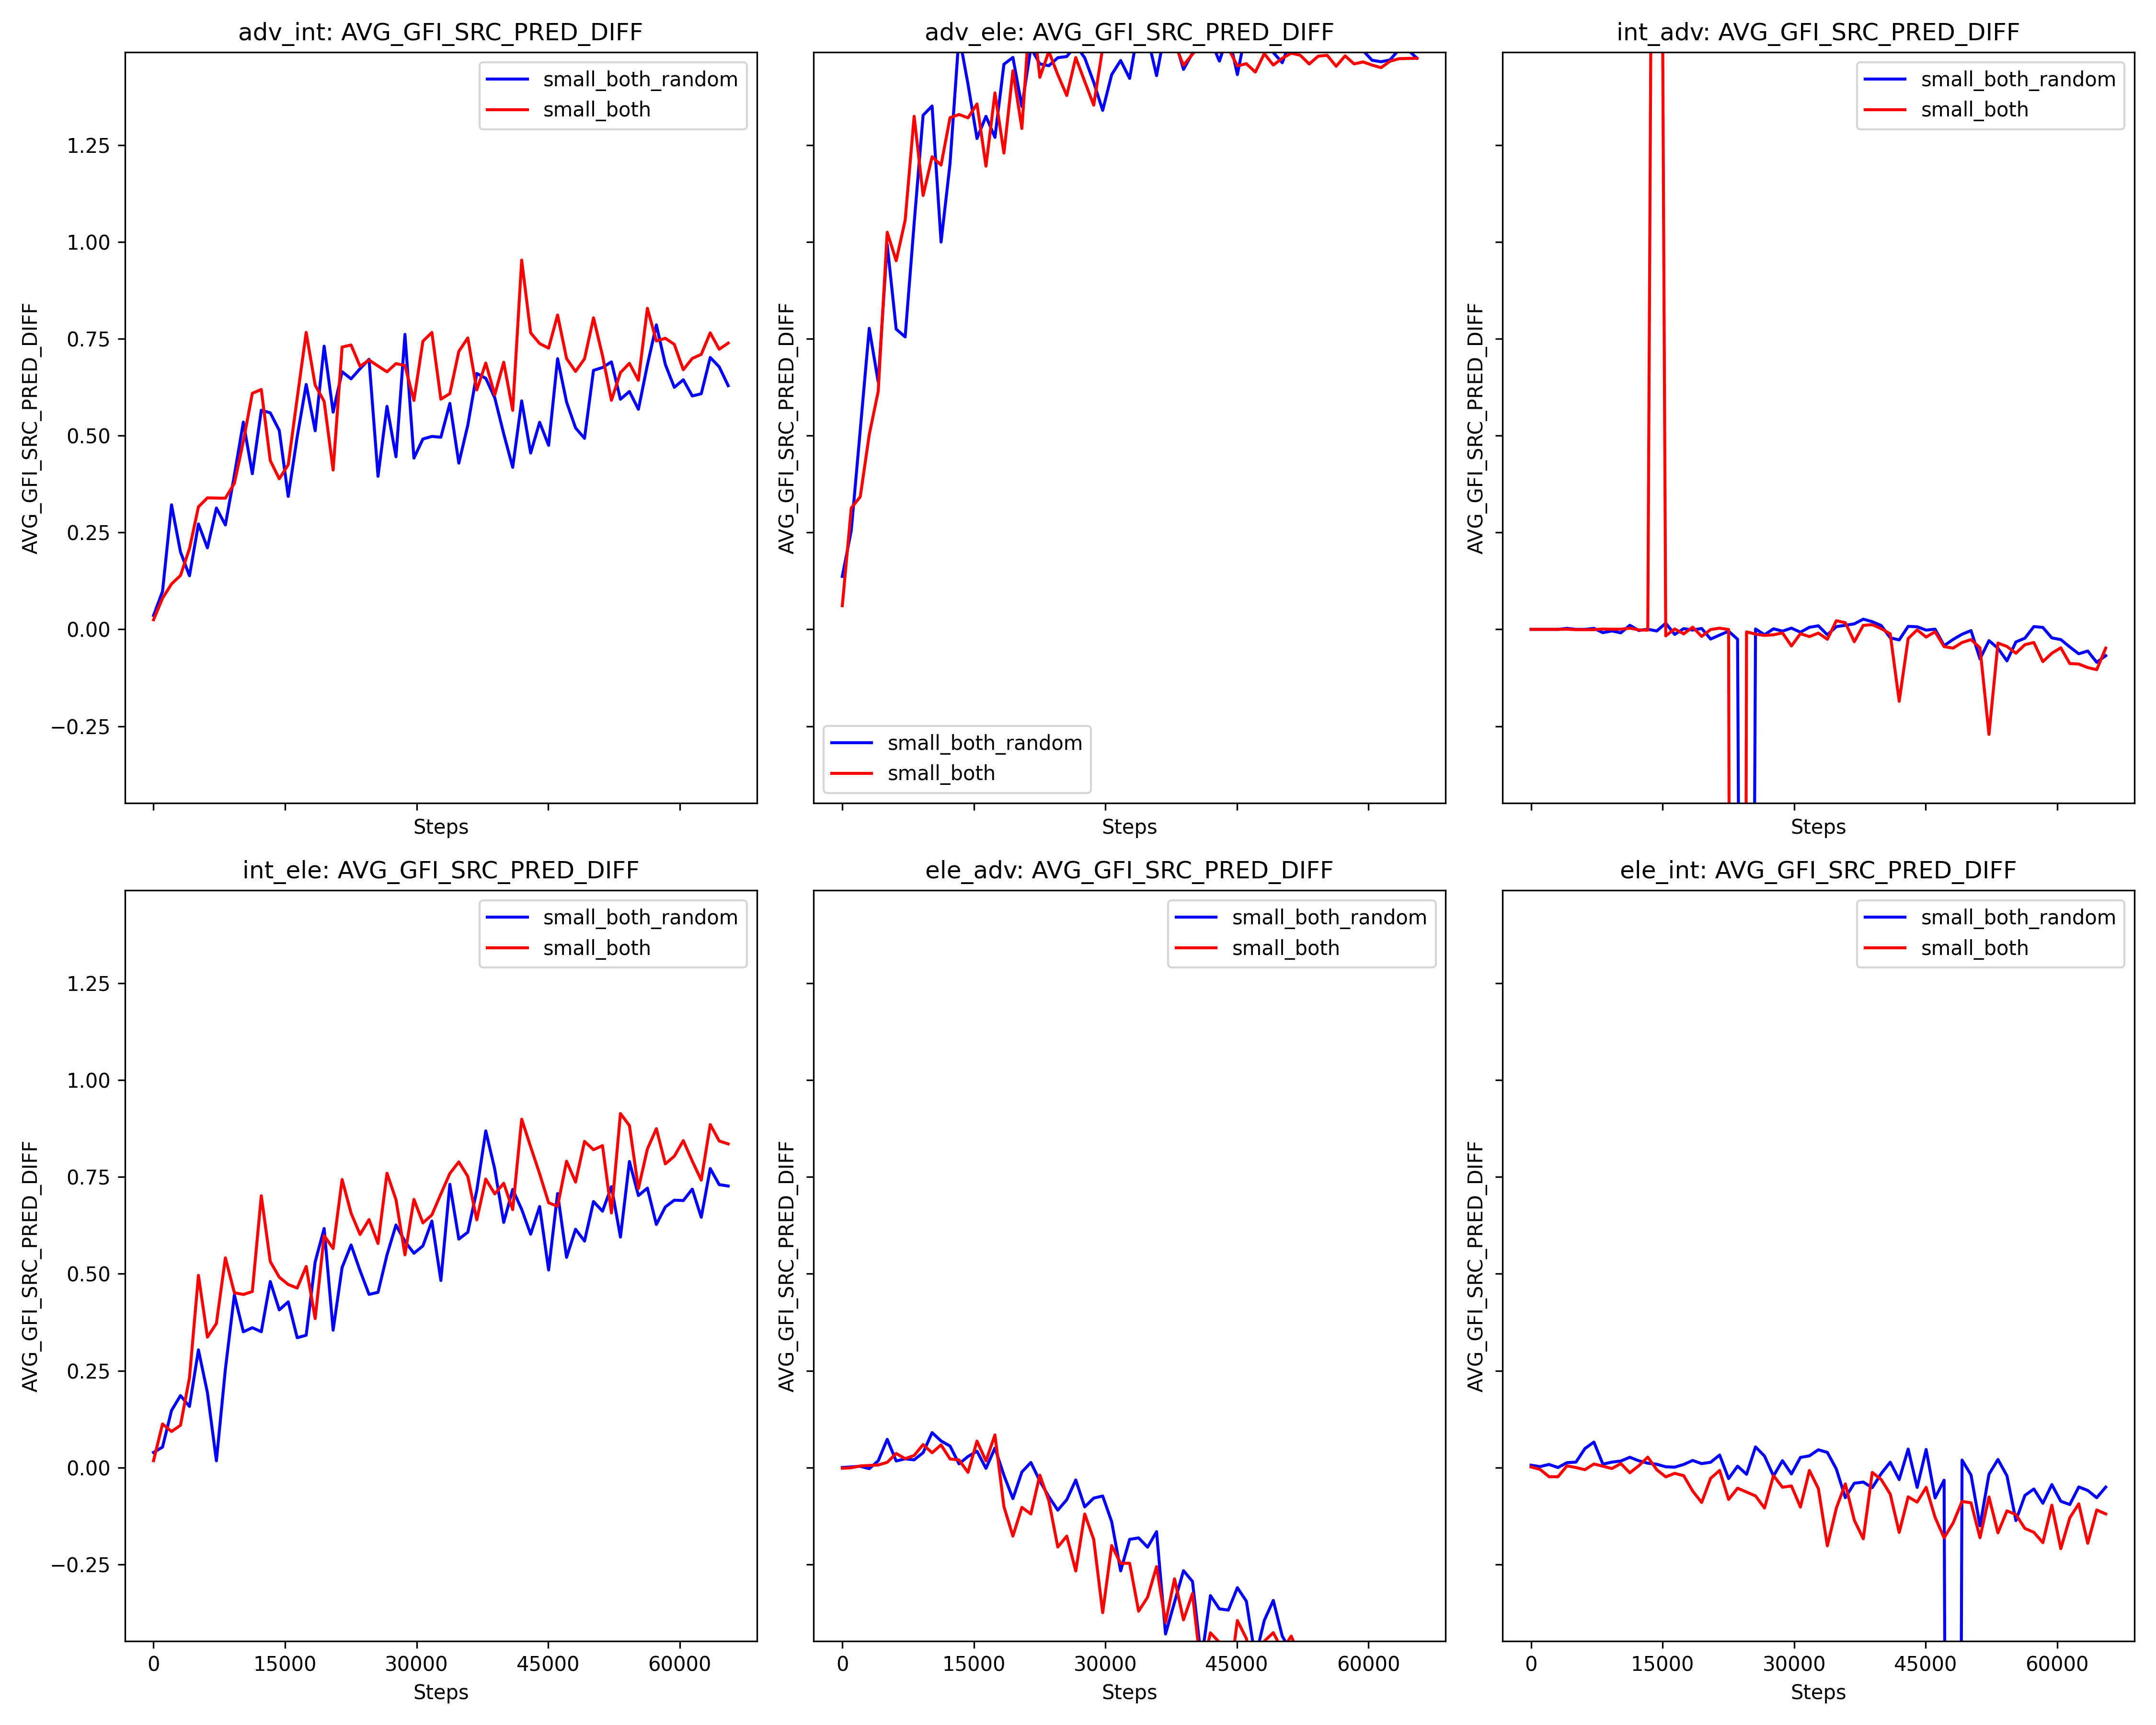 adv_int: AVG_GFI_SRC_PRED_DIFF
adv_ele: AVG_GFI_SRC_PRED_DIFF
int_adv: AVG_GFI_SRC_PRED_DIFF
small_both_random
small_both
small_both_random
small_both
small_both_random
small_both
AVG_GFI_SRC_PRED_DIFF
AVG_GFI_SRC_PRED_DIFF
AVG_GFI_SRC_PRED_DIFF
1.25
1.00
0.75
0.50
0.25
0.00
−0.25
Steps
Steps
Steps
int_ele: AVG_GFI_SRC_PRED_DIFF
ele_adv: AVG_GFI_SRC_PRED_DIFF
ele_int: AVG_GFI_SRC_PRED_DIFF
small_both_random
small_both
small_both_random
small_both
small_both_random
small_both
AVG_GFI_SRC_PRED_DIFF
AVG_GFI_SRC_PRED_DIFF
AVG_GFI_SRC_PRED_DIFF
1.25
1.00
0.75
0.50
0.25
0.00
−0.25
0 15000 30000 45000 60000
0 15000 30000 45000 60000
0 15000 30000 45000 60000
Steps
Steps
Steps